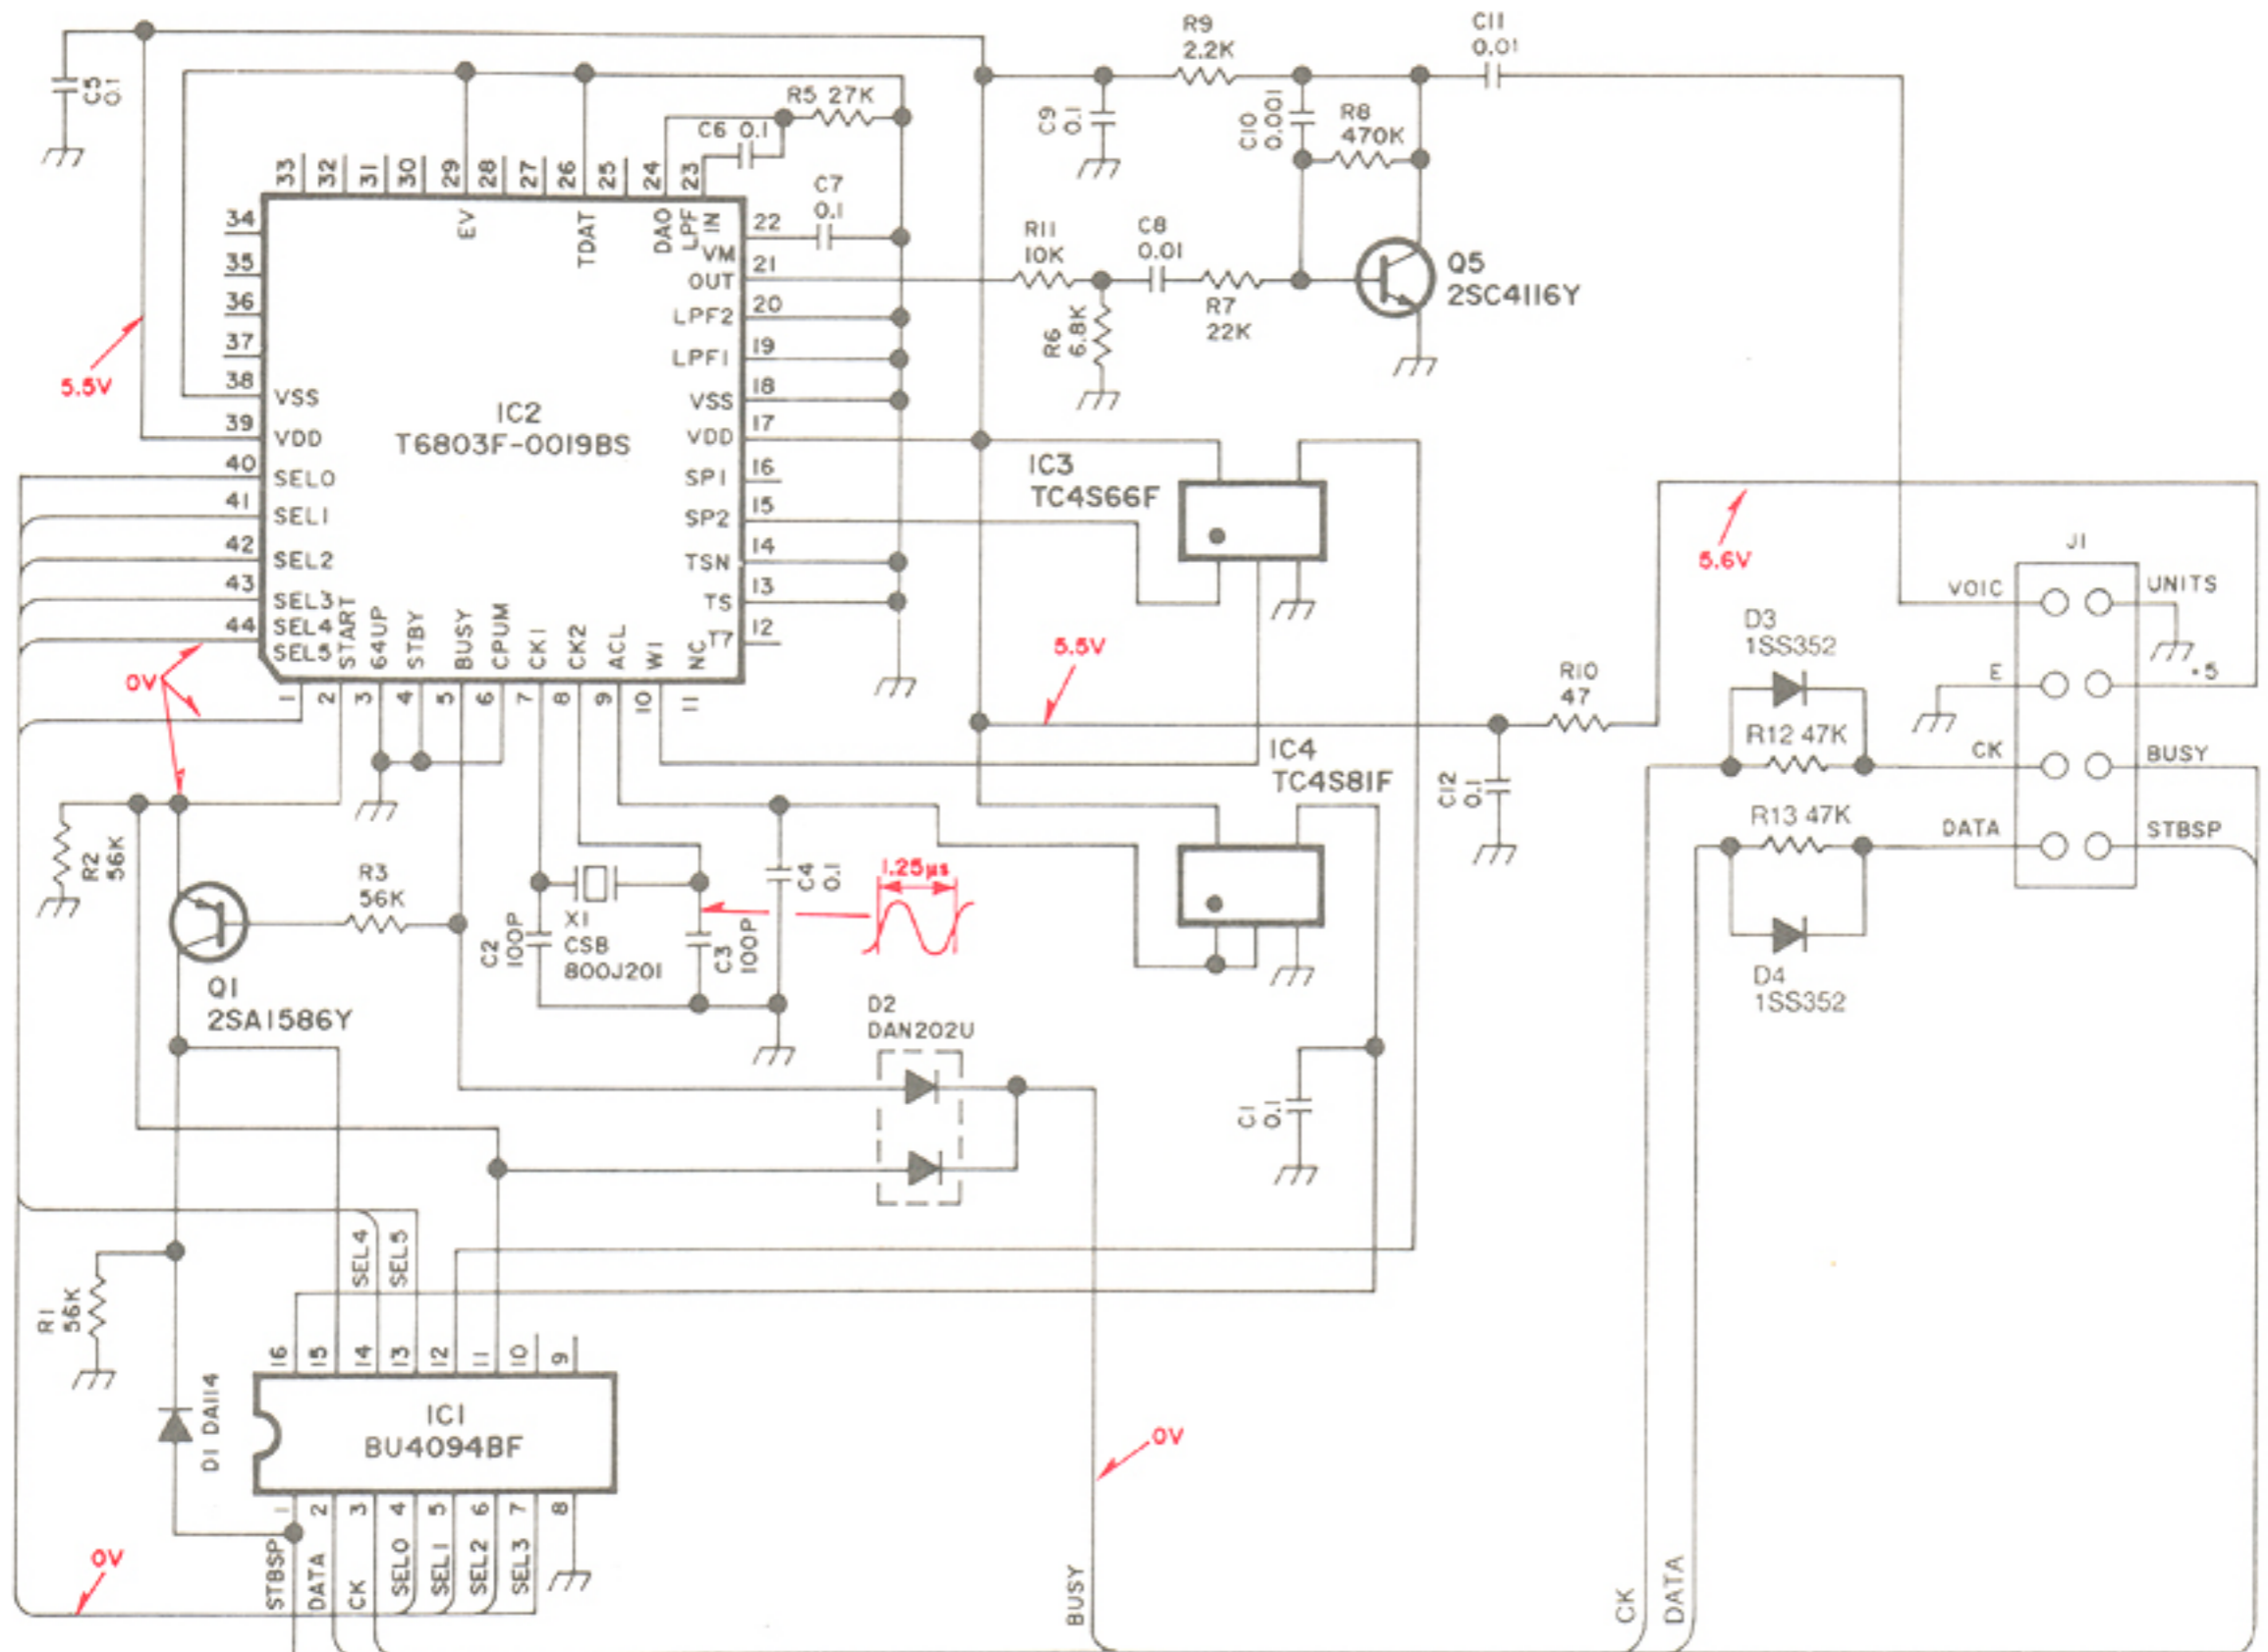 C5
0.1
5.5V
R5 27K
C6 0.1
C7
0.1
33
32
31
30
29
28
27
26
25
24
23
EV
TDAT
DAO
LPF
IN
34
35
36
37
38
39
40
41
42
43
44
VSS
VDD
SEL0
SEL1
SEL2
SEL3
SEL4
SEL5
IC2
T6803F-0019BS
22
21
20
19
18
17
16
15
14
13
12
VM
OUT
LPF2
LPF1
VSS
VDD
SP1
SP2
TSN
TS
T7
START
64UP
STBY
BUSY
CPUM
CK1
CK2
ACL
W1
NC
1
2
3
4
5
6
7
8
9
10
11
0V
R9
2.2K
C11
0.01
C9
0.1
C10
0.001
R8
470K
R11
10K
C8
0.01
R6
6.8K
R7
22K
Q5
2SC4116Y
IC3
TC4S66F
5.6V
5.5V
R10
47
C12
0.1
IC4
TC4S81F
J1
VOIC
UNITS
E
+5
CK
BUSY
DATA
STBSP
D3
1SS352
R12 47K
R13 47K
D4
1SS352
R2
56K
R3
56K
Q1
2SA1586Y
C2
100P
X1
CSB
800J201
C3
100P
C4
0.1
1.25µs
D2
DAN202U
C1
0.1
R1
56K
SEL4
SEL5
16
15
14
13
12
11
10
9
IC1
BU4094BF
D1 DA114
1
2
3
4
5
6
7
8
STBSP
DATA
CK
SEL0
SEL1
SEL2
SEL3
0V
0V
BUSY
CK
DATA